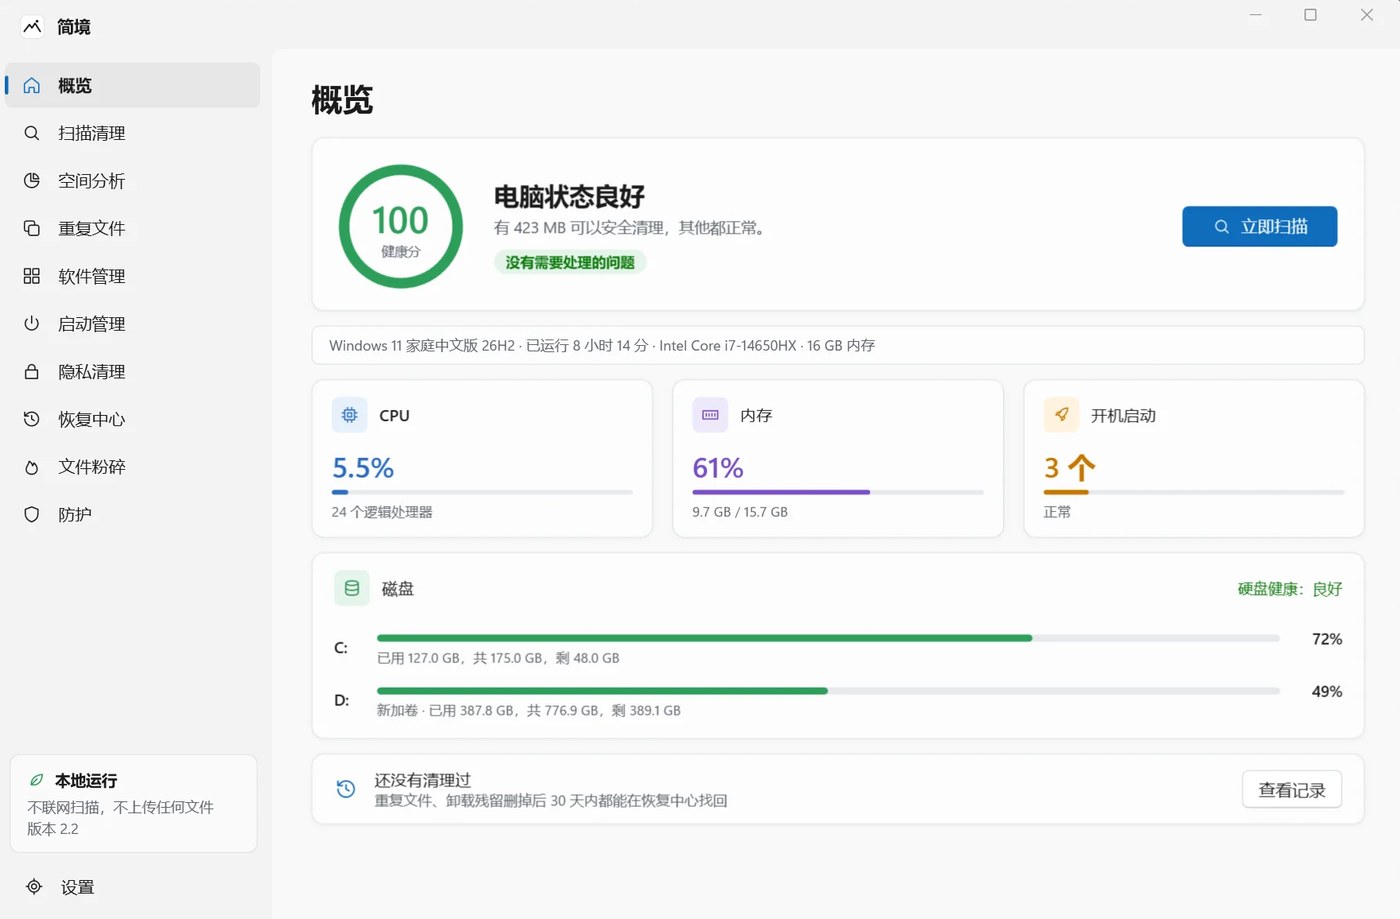 简境
概览
扫描清理
空间分析
重复文件
软件管理
启动管理
隐私清理
恢复中心
文件粉碎
防护
本地运行
不联网扫描，不上传任何文件
版本 2.2
设置
概览
100
健康分
电脑状态良好
有 423 MB 可以安全清理，其他都正常。
没有需要处理的问题
立即扫描
Windows 11 家庭中文版 26H2 · 已运行 8 小时 14 分 · Intel Core i7-14650HX · 16 GB 内存
CPU
5.5%
24 个逻辑处理器
内存
61%
9.7 GB / 15.7 GB
开机启动
3 个
正常
磁盘
硬盘健康：良好
C:
72%
已用 127.0 GB，共 175.0 GB，剩 48.0 GB
D:
49%
新加卷 · 已用 387.8 GB，共 776.9 GB，剩 389.1 GB
还没有清理过
重复文件、卸载残留删掉后 30 天内都能在恢复中心找回
查看记录